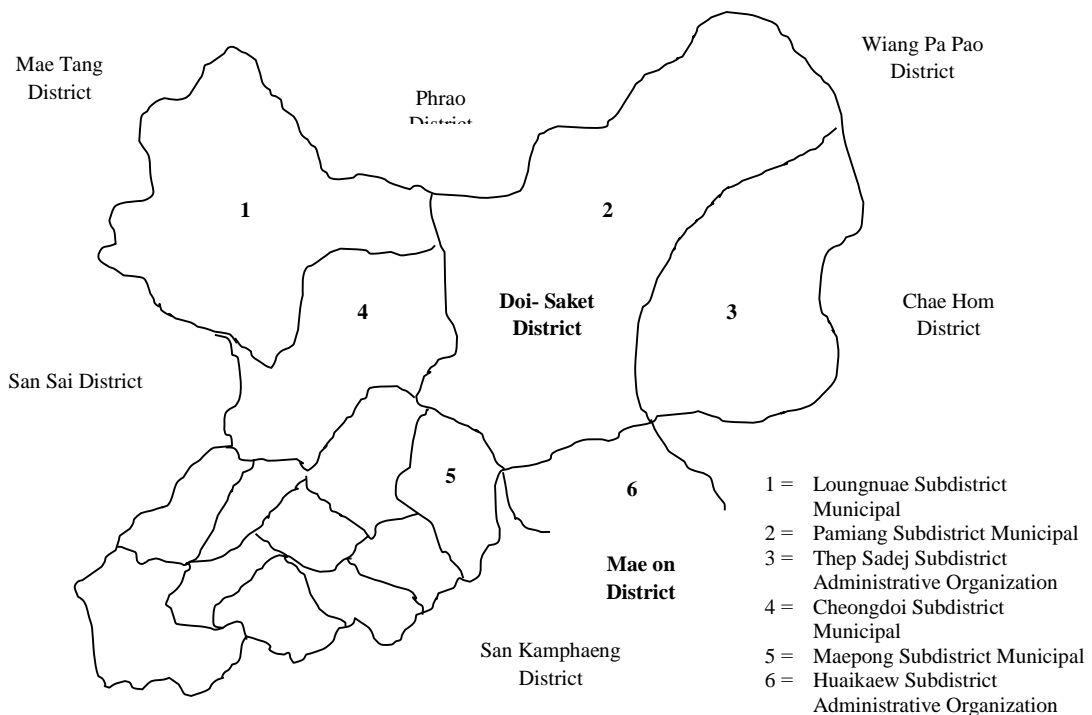 Mae Tang
District
Phrao
District
Wiang Pa Pao
District
1
2
Doi- Saket
District
3
Chae Hom
District
4
San Sai District
5
6
Mae on
District
San Kamphaeng
District
1 = Loungnuae Subdistrict
Municipal
2 = Pamiang Subdistrict Municipal
3 = Thep Sadej Subdistrict
Administrative Organization
4 = Cheongdoi Subdistrict
Municipal
5 = Maepong Subdistrict Municipal
6 = Huaikaew Subdistrict
Administrative Organization